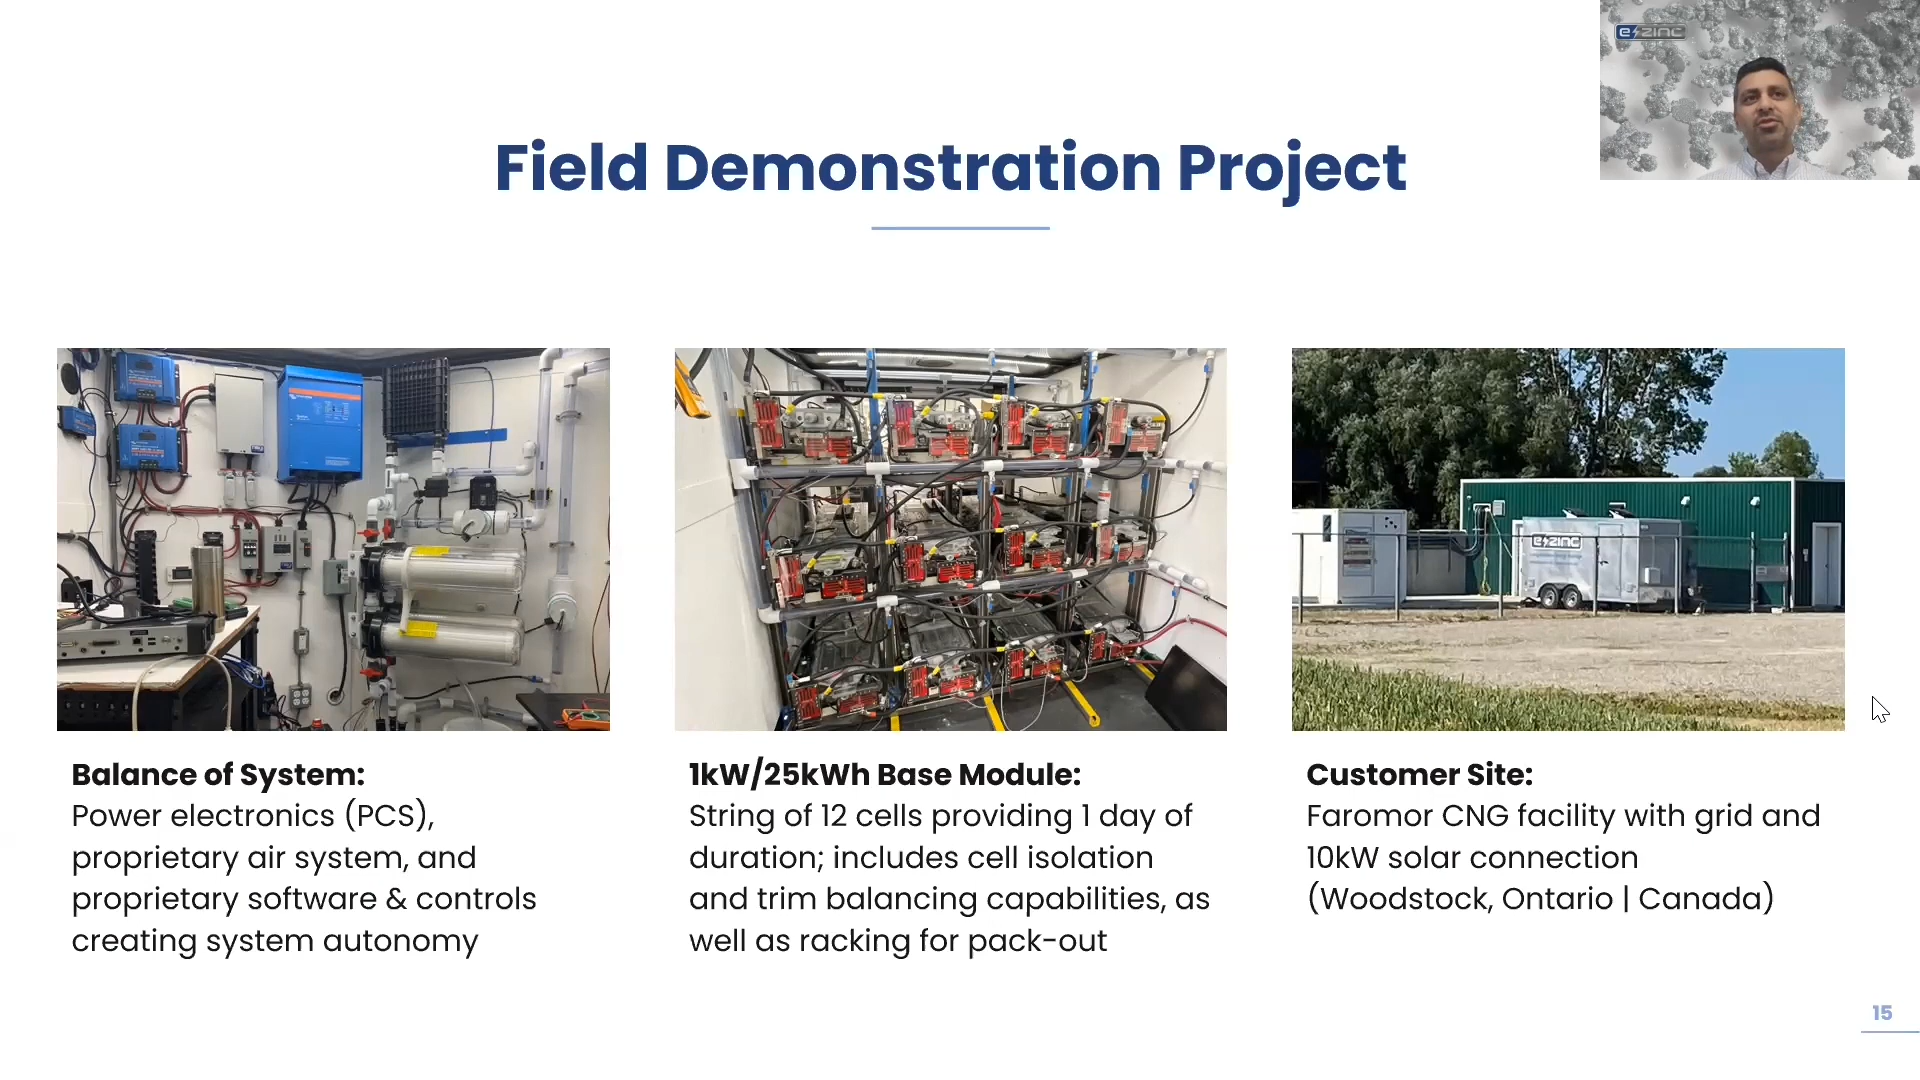 e zinc
Field Demonstration Project
e zinc
Balance of System:
Power electronics (PCS),
proprietary air system, and
proprietary software & controls
creating system autonomy
1kW/25kWh Base Module:
String of 12 cells providing 1 day of
duration; includes cell isolation
and trim balancing capabilities, as
well as racking for pack-out
Customer Site:
Faromor CNG facility with grid and
10kW solar connection
(Woodstock, Ontario | Canada)
15